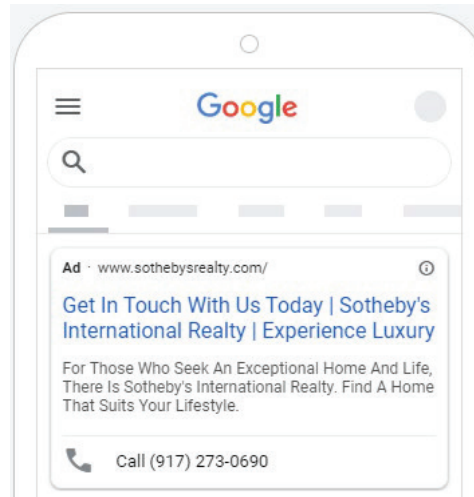 Google
Ad · www.sothebysrealty.com/
Get In Touch With Us Today | Sotheby's
International Realty | Experience Luxury
For Those Who Seek An Exceptional Home And Life,
There Is Sotheby's International Realty. Find A Home
That Suits Your Lifestyle.
Call (917) 273-0690